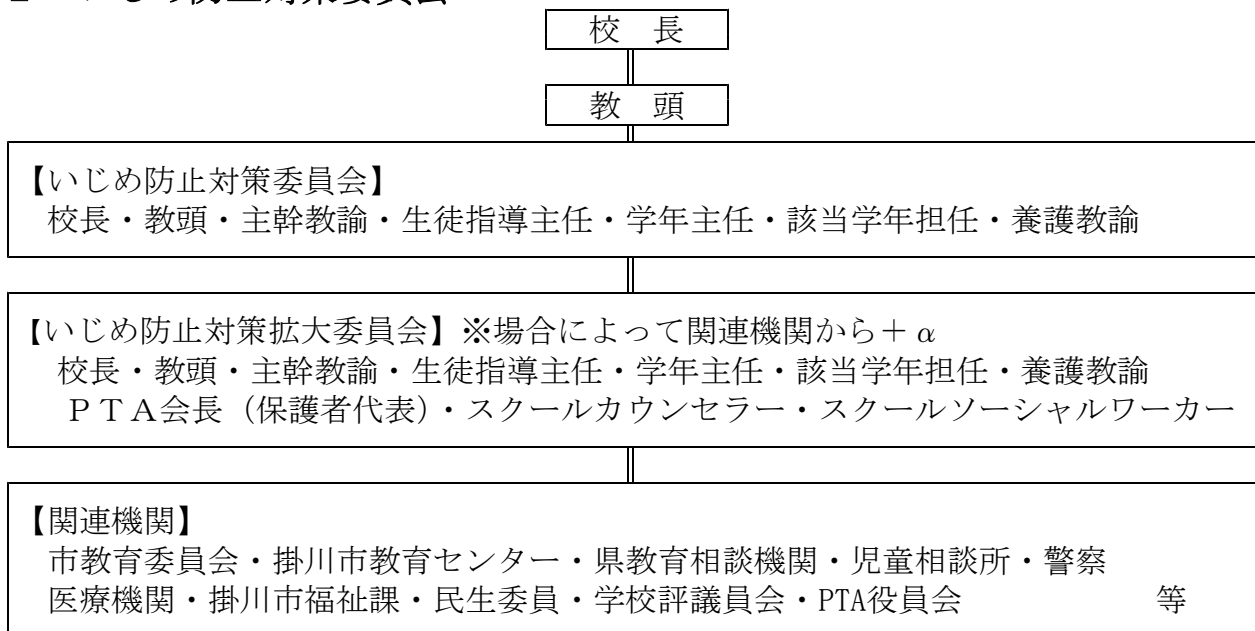 校　長
教　頭
【いじめ防止対策委員会】
校長・教頭・主幹教諭・生徒指導主任・学年主任・該当学年担任・養護教諭
【いじめ防止対策拡大委員会】※場合によって関連機関から＋α
校長・教頭・主幹教諭・生徒指導主任・学年主任・該当学年担任・養護教諭
ＰＴＡ会長（保護者代表）・スクールカウンセラー・スクールソーシャルワーカー
【関連機関】
市教育委員会・掛川市教育センター・県教育相談機関・児童相談所・警察
医療機関・掛川市福祉課・民生委員・学校評議員会・PTA役員会　　　　　　　等